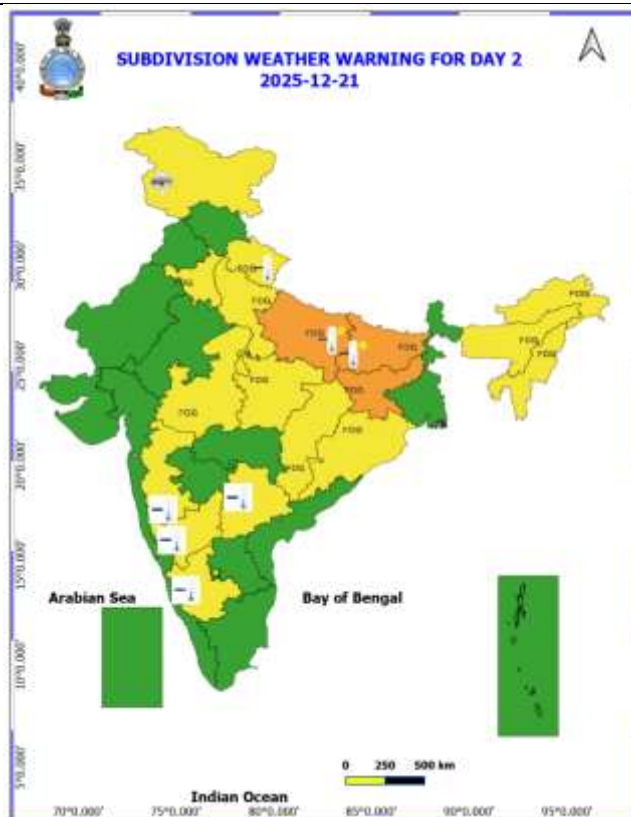 SUBDIVISION WEATHER WARNING FOR DAY 2
2025-12-21
40°0.000'
35°0.000'
30°0.000'
25°0.000'
20°0.000'
15°0.000'
10°0.000'
5°0.000'
FOG
FOG
FOG
FOG
FOG
FOG
FOG
FOG
FOG
FOG
FOG
FOG
FOG
FOG
Arabian Sea
Bay of Bengal
0 250 500 km
Indian Ocean
70°0.000' 75°0.000' 80°0.000' 85°0.000' 90°0.000' 95°0.000'